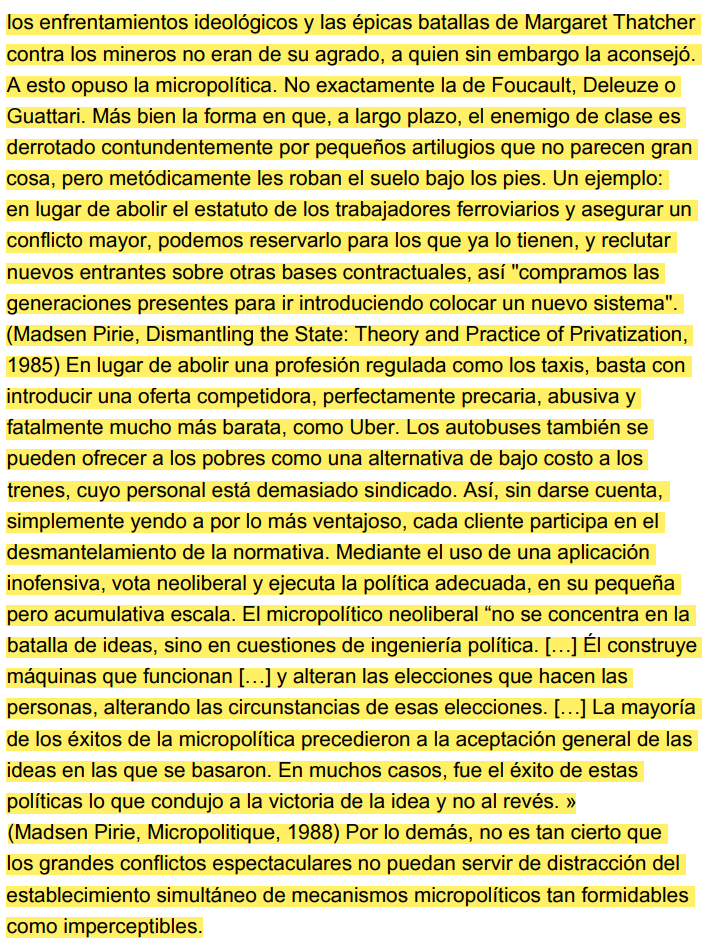 los enfrentamientos ideológicos y las épicas batallas de Margaret Thatcher
contra los mineros no eran de su agrado, a quien sin embargo la aconsejó.
A esto opuso la micropolítica. No exactamente la de Foucault, Deleuze o
Guattari. Más bien la forma en que, a largo plazo, el enemigo de clase es
derrotado contundentemente por pequeños artilugios que no parecen gran
cosa, pero metódicamente les roban el suelo bajo los pies. Un ejemplo:
en lugar de abolir el estatuto de los trabajadores ferroviarios y asegurar un
conflicto mayor, podemos reservarlo para los que ya lo tienen, y reclutar
nuevos entrantes sobre otras bases contractuales, así "compramos las
generaciones presentes para ir introduciendo colocar un nuevo sistema".
(Madsen Pirie, Dismantling the State: Theory and Practice of Privatization,
1985) En lugar de abolir una profesión regulada como los taxis, basta con
introducir una oferta competidora, perfectamente precaria, abusiva y
fatalmente mucho más barata, como Uber. Los autobuses también se
pueden ofrecer a los pobres como una alternativa de bajo costo a los
trenes, cuyo personal está demasiado sindicado. Así, sin darse cuenta,
simplemente yendo a por lo más ventajoso, cada cliente participa en el
desmantelamiento de la normativa. Mediante el uso de una aplicación
inofensiva, vota neoliberal y ejecuta la política adecuada, en su pequeña
pero acumulativa escala. El micropolítico neoliberal “no se concentra en la
batalla de ideas, sino en cuestiones de ingeniería política. […] Él construye
máquinas que funcionan […] y alteran las elecciones que hacen las
personas, alterando las circunstancias de esas elecciones. […] La mayoría
de los éxitos de la micropolítica precedieron a la aceptación general de las
ideas en las que se basaron. En muchos casos, fue el éxito de estas
políticas lo que condujo a la victoria de la idea y no al revés. »
(Madsen Pirie, Micropolitique, 1988) Por lo demás, no es tan cierto que
los grandes conflictos espectaculares no puedan servir de distracción del
establecimiento simultáneo de mecanismos micropolíticos tan formidables
como imperceptibles.